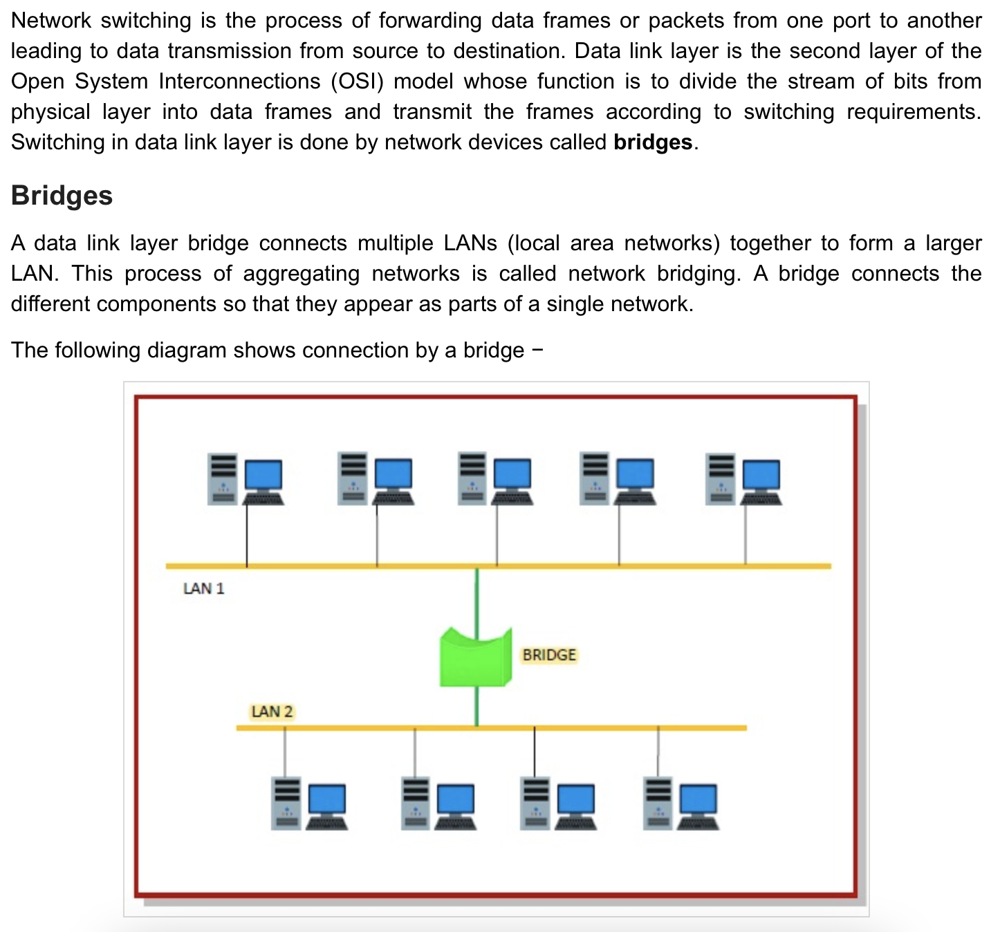 Network switching is the process of forwarding data frames or packets from one port to another
leading to data transmission from source to destination. Data link layer is the second layer of the
Open System Interconnections (OSI) model whose function is to divide the stream of bits from
physical layer into data frames and transmit the frames according to switching requirements.
Switching in data link layer is done by network devices called bridges.
Bridges
A data link layer bridge connects multiple LANs (local area networks) together to form a larger
LAN. This process of aggregating networks is called network bridging. A bridge connects the
different components so that they appear as parts of a single network.
The following diagram shows connection by a bridge −
LAN 1
BRIDGE
LAN 2